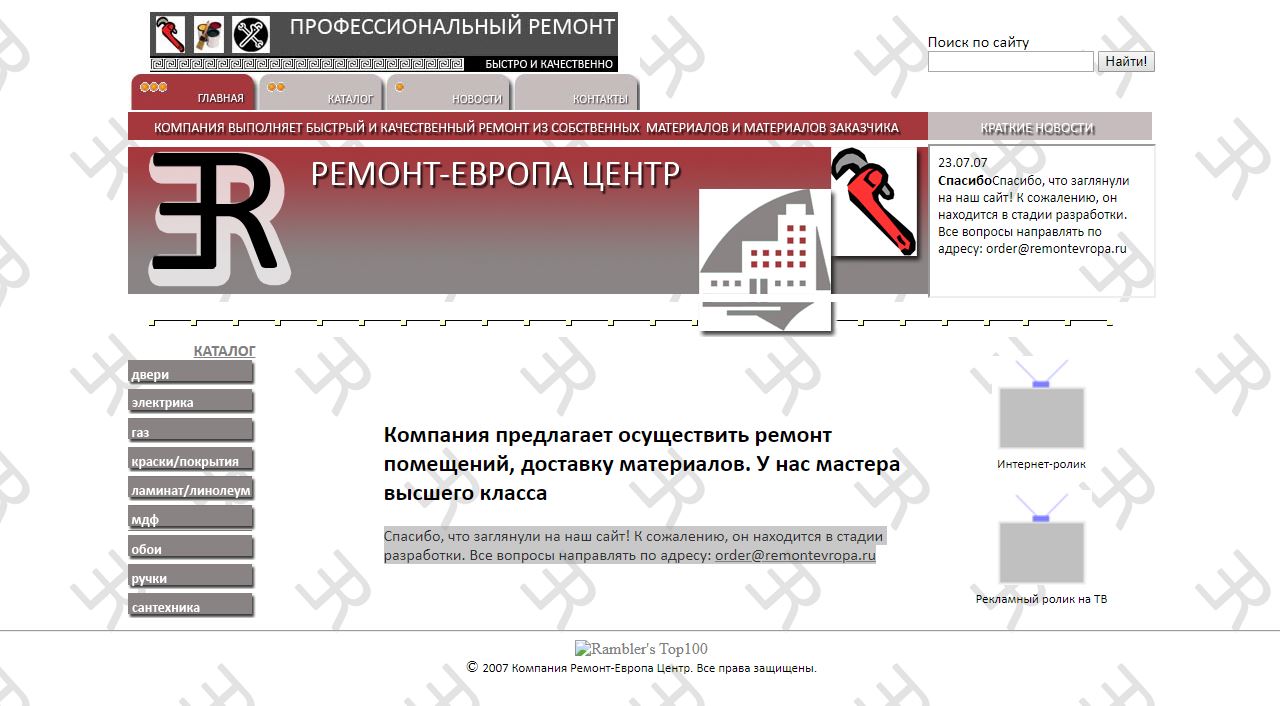 ПРОФЕССИОНАЛЬНЫЙ РЕМОНТ
БЫСТРО И КАЧЕСТВЕННО
Поиск по сайту
Найти!
ГЛАВНАЯ
КАТАЛОГ
НОВОСТИ
КОНТАКТЫ
КОМПАНИЯ ВЫПОЛНЯЕТ БЫСТРЫЙ И КАЧЕСТВЕННЫЙ РЕМОНТ ИЗ СОБСТВЕННЫХ МАТЕРИАЛОВ И МАТЕРИАЛОВ ЗАКАЗЧИКА
КРАТКИЕ НОВОСТИ
РЕМОНТ-ЕВРОПА ЦЕНТР
23.07.07
СпасибоСпасибо, что заглянули
на наш сайт! К сожалению, он
находится в стадии разработки.
Все вопросы направлять по
адресу: order@remontevropa.ru
КАТАЛОГ
двери
электрика
газ
краски/покрытия
ламинат/линолеум
мдф
обои
ручки
сантехника
Компания предлагает осуществить ремонт
помещений, доставку материалов. У нас мастера
высшего класса
Спасибо, что заглянули на наш сайт! К сожалению, он находится в стадии
разработки. Все вопросы направлять по адресу: order@remontevropa.ru
Интернет-ролик
Рекламный ролик на ТВ
Rambler's Top100
© 2007 Компания Ремонт-Европа Центр. Все права защищены.